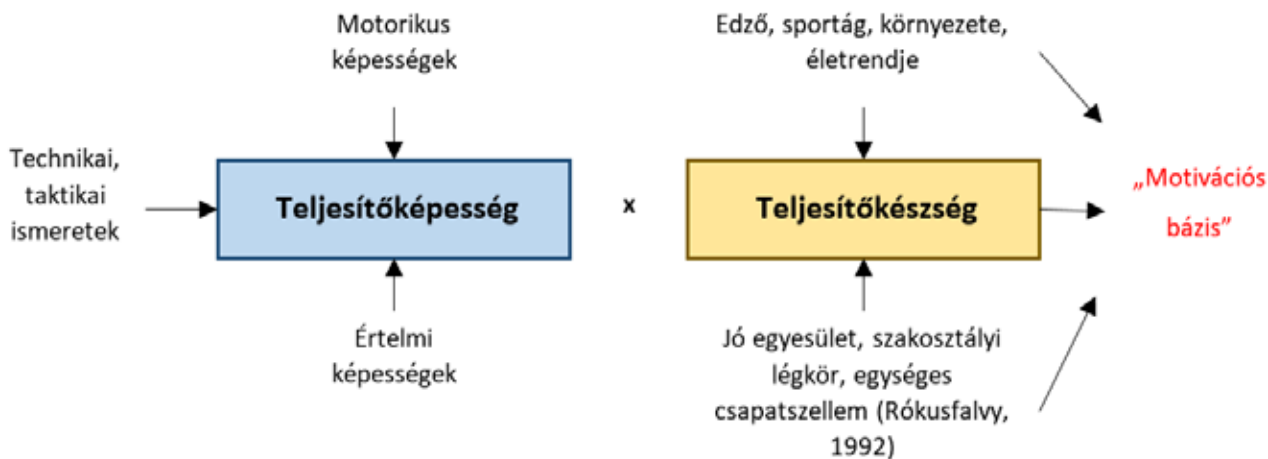 Motorikus
képességek
Edző, sportág, környezete,
életrendje
Technikai,
taktikai
ismeretek
Teljesítőképesség
x
Teljesítőkészség
„Motivációs
bázis”
Értelmi
képességek
Jó egyesület, szakosztályi
légkör, egységes
csapatszellem (Rókusfalvy,
1992)